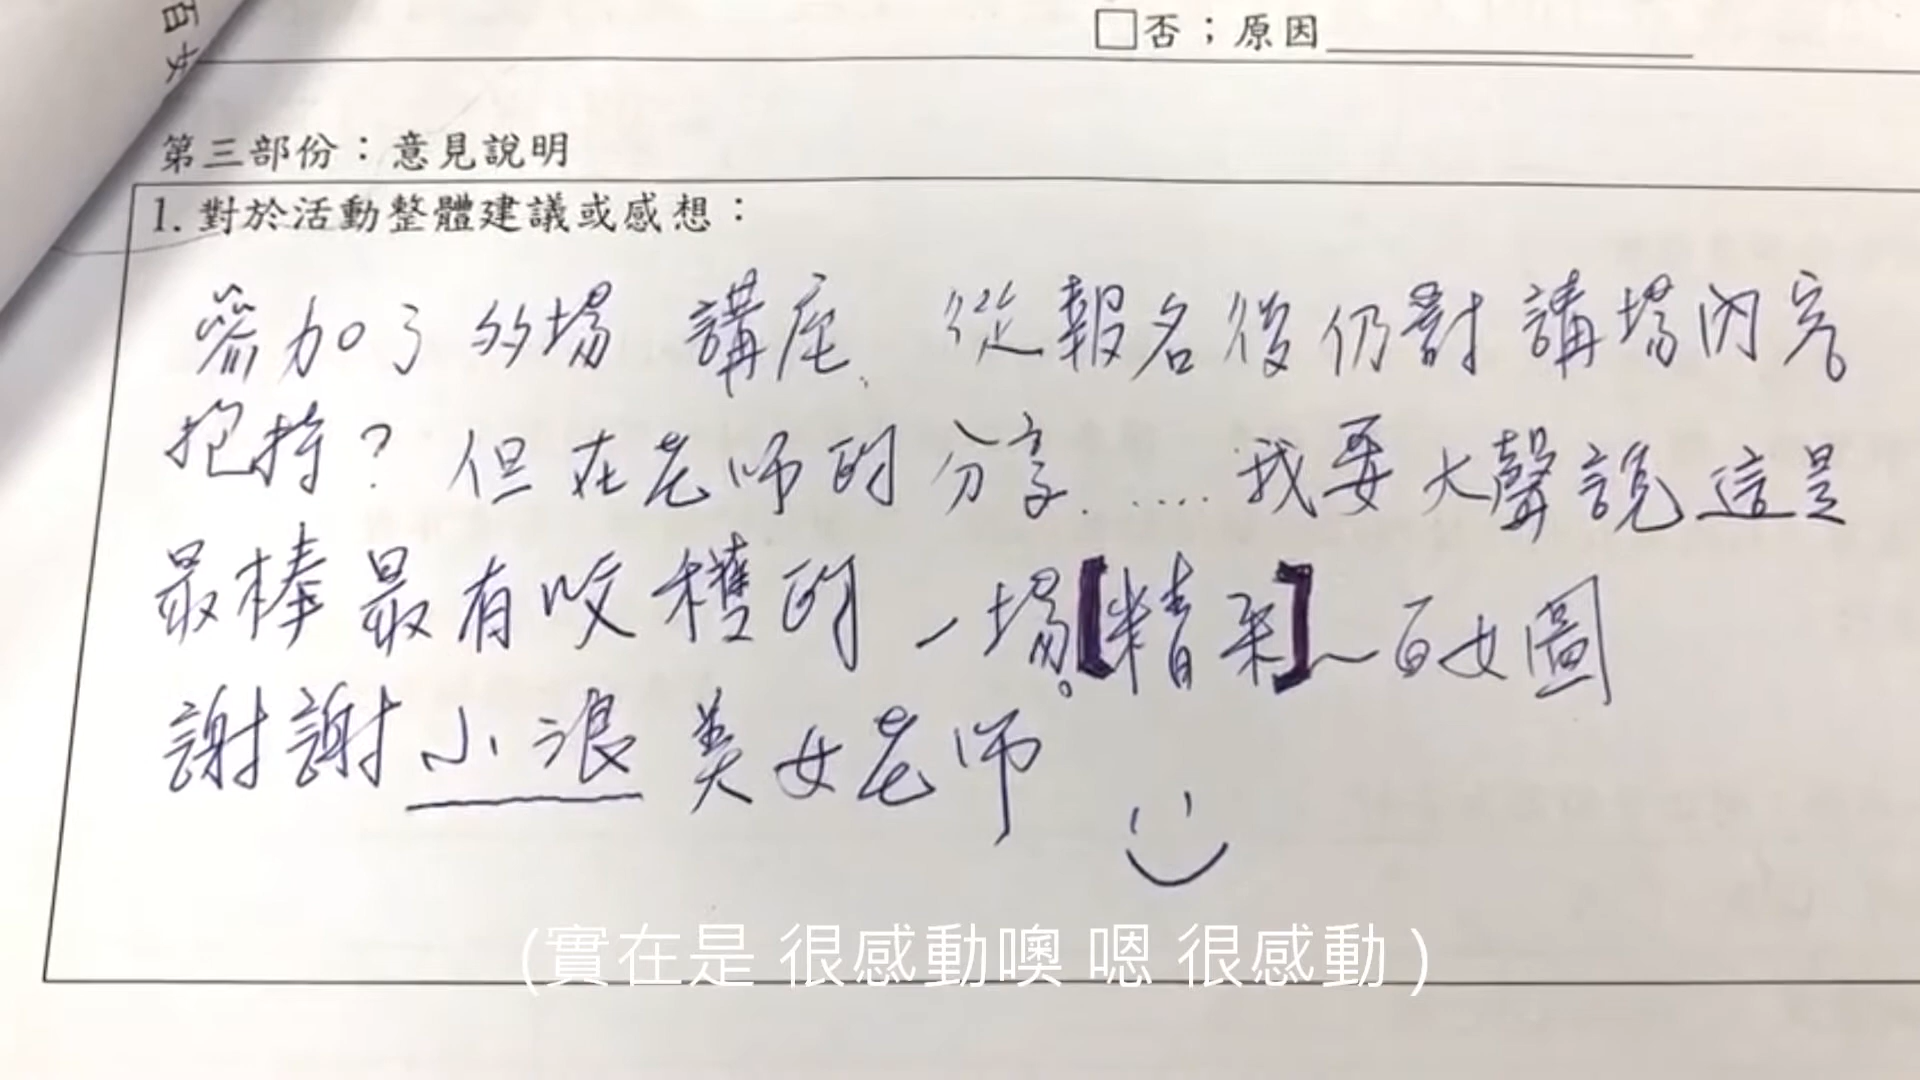 百女
□否；原因
第三部份：意見說明
1. 對於活動整體建議或感想：
參加了多場 講座. 從報名後仍對講場內容
抱持? 但在老師的分享......我要大聲說這是
最棒最有收穫的一場。[精采]~百女圖
謝謝小浪美女老師
(實在是 很感動噢 嗯 很感動 )